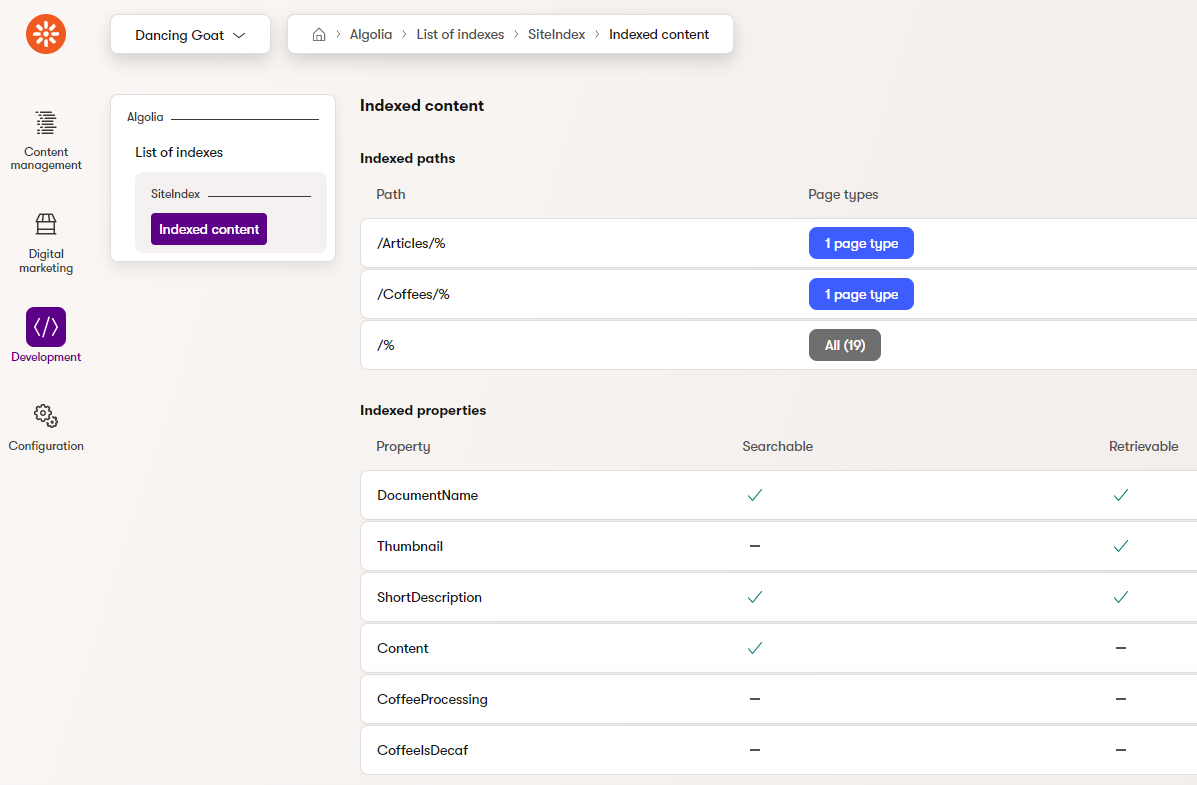 Dancing Goat
Algolia > List of indexes > SiteIndex > Indexed content
Content
management
Digital
marketing
Development
Configuration
Algolia
List of indexes
SiteIndex
Indexed content
Indexed content
Indexed paths
Path Page types
/Articles/% 1 page type
/Coffees/% 1 page type
/% All (19)
Indexed properties
Property Searchable Retrievable
DocumentName
Thumbnail
ShortDescription
Content
CoffeeProcessing
CoffeeIsDecaf